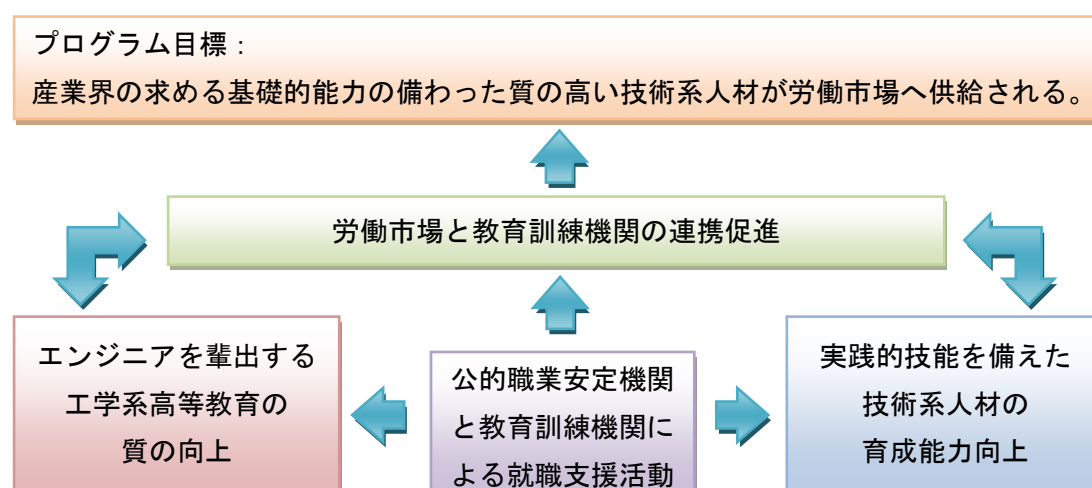 プログラム目標：
産業界の求める基礎的能力の備わった質の高い技術系人材が労働市場へ供給される。
労働市場と教育訓練機関の連携促進
エンジニアを輩出する
工学系高等教育の
質の向上
公的職業安定機関
と教育訓練機関に
よる就職支援活動
実践的技能を備えた
技術系人材の
育成能力向上